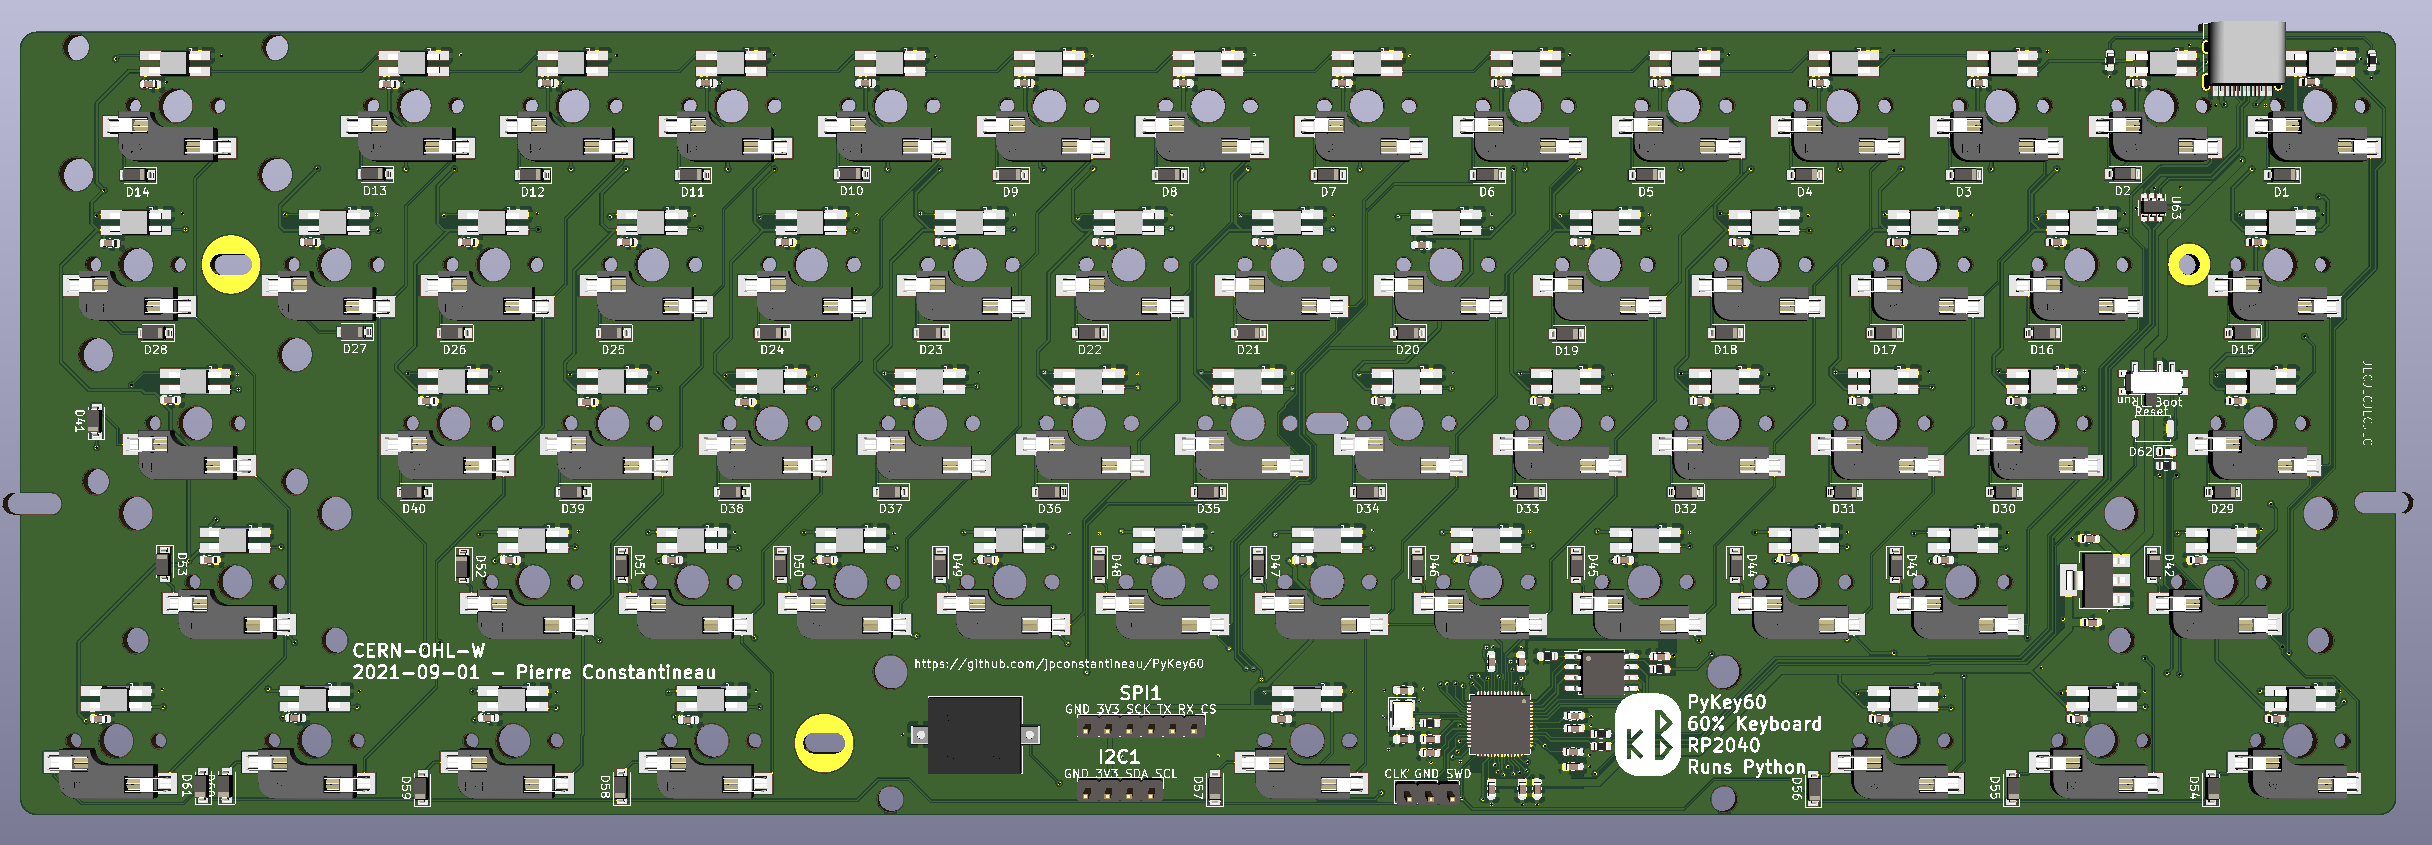 D14 D13 D12 D11 D10 D9 D8 D7 D6 D5 D4 D3 D2 D1
U63
D28 D27 D26 D25 D24 D23 D22 D21 D20 D19 D18 D17 D16 D15
JLCJLCJLCJLC
Boot
Reset
D41
D62
D40 D39 D38 D37 D36 D35 D34 D33 D32 D31 D30 D29
D53 D52 D51 D50 D49 D48 D47 D46 D45 D44 D43 D42
CERN-OHL-W
2021-09-01 - Pierre Constantineau
https://github.com/jpconstantineau/PyKey60
SPI1
GND 3V3 SCK TX RX CS
I2C1
GND 3V3 SDA SCL
CLK GND SWD
K B
PyKey60
60% Keyboard
RP2040
Runs Python
D61 D59 D58 D57 D56 D55 D54